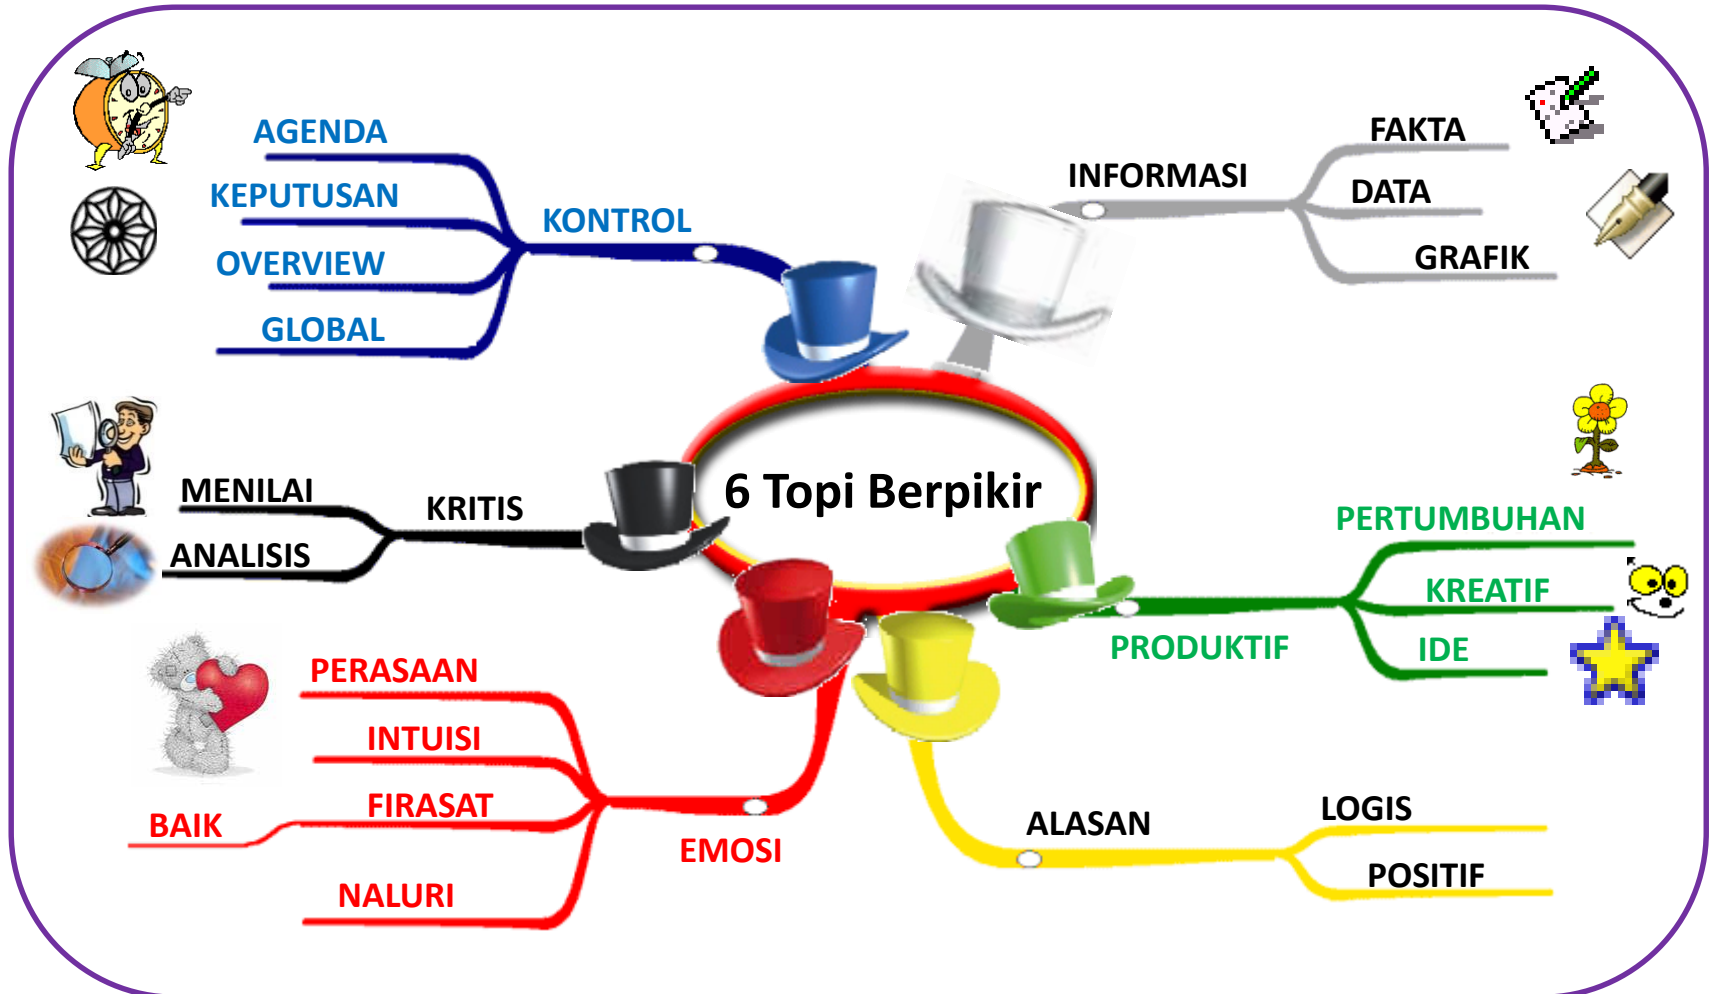 6 Topi Berpikir
INFORMASI
FAKTA
DATA
GRAFIK
PRODUKTIF
PERTUMBUHAN
KREATIF
IDE
ALASAN
LOGIS
POSITIF
EMOSI
PERASAAN
INTUISI
FIRASAT
BAIK
NALURI
KRITIS
MENILAI
ANALISIS
KONTROL
AGENDA
KEPUTUSAN
OVERVIEW
GLOBAL